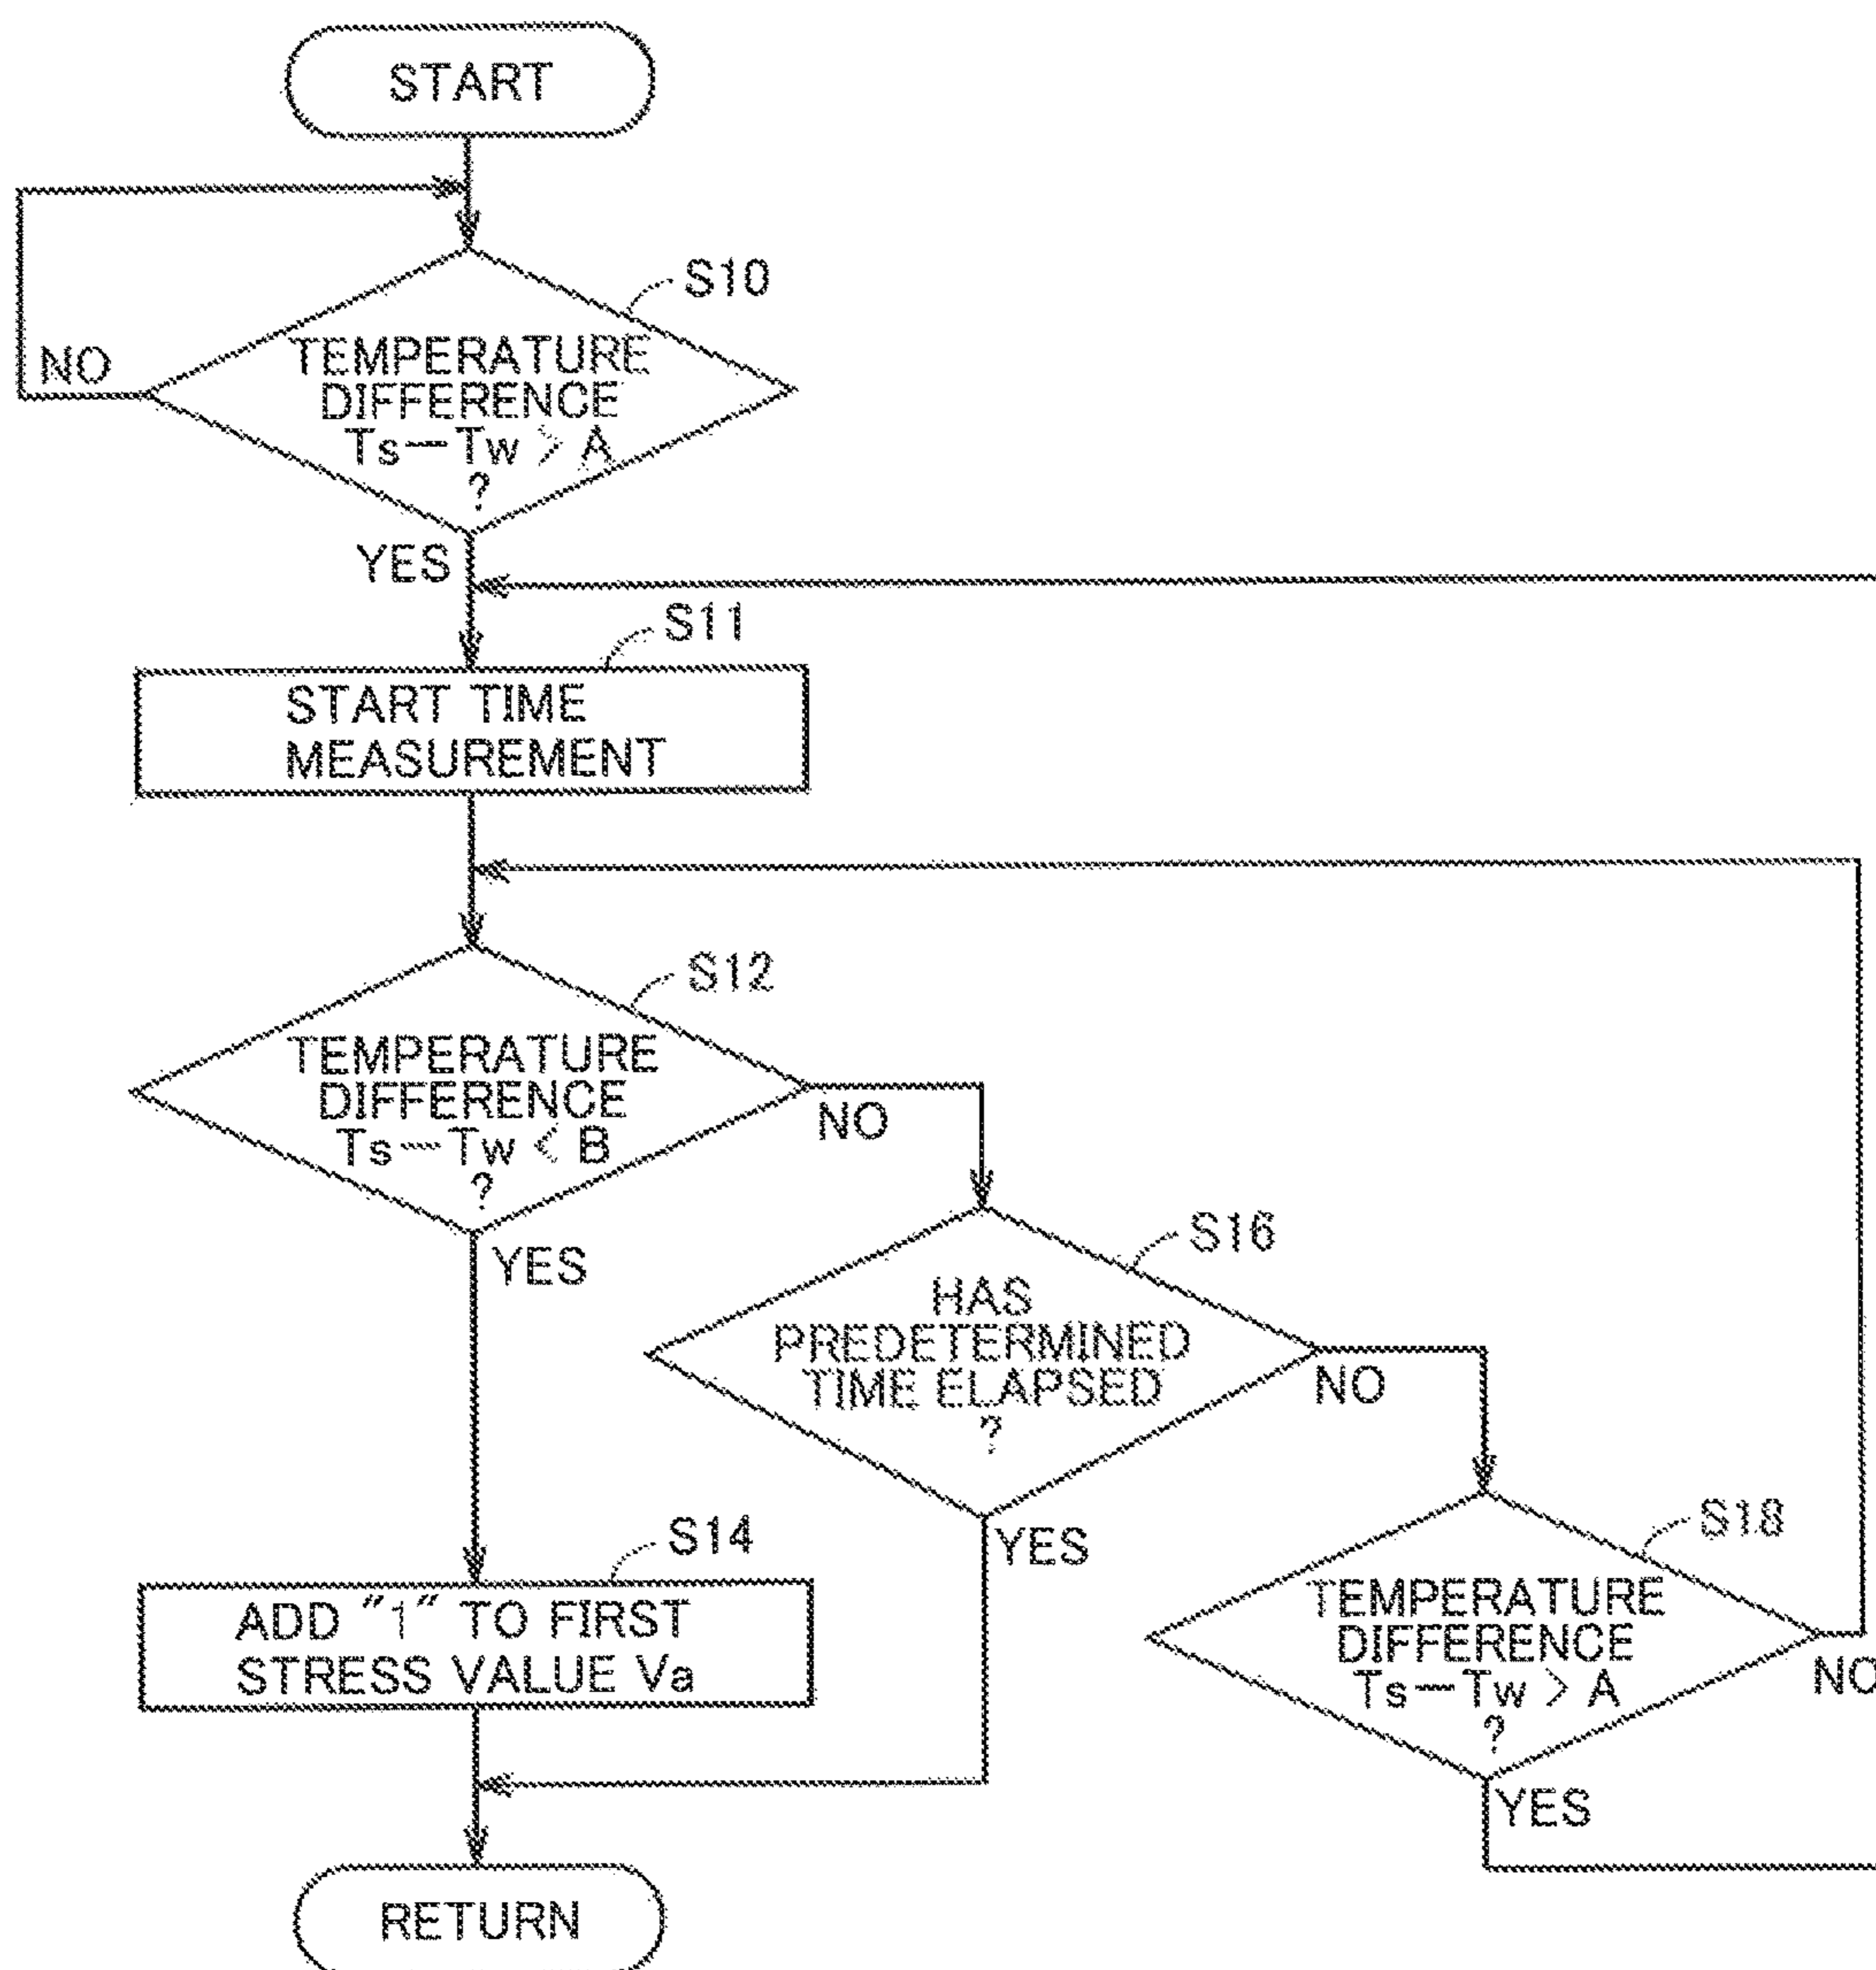 START
S10
NO
TEMPERATURE
DIFFERENCE
Ts−Tw > A
?
YES
S11
START TIME
MEASUREMENT
S12
TEMPERATURE
DIFFERENCE
Ts−Tw < B
?
NO
YES
S16
HAS
PREDETERMINED
TIME ELAPSED
?
NO
YES
S14
ADD "1" TO FIRST
STRESS VALUE Va
S18
TEMPERATURE
DIFFERENCE
Ts−Tw > A
?
NO
YES
RETURN